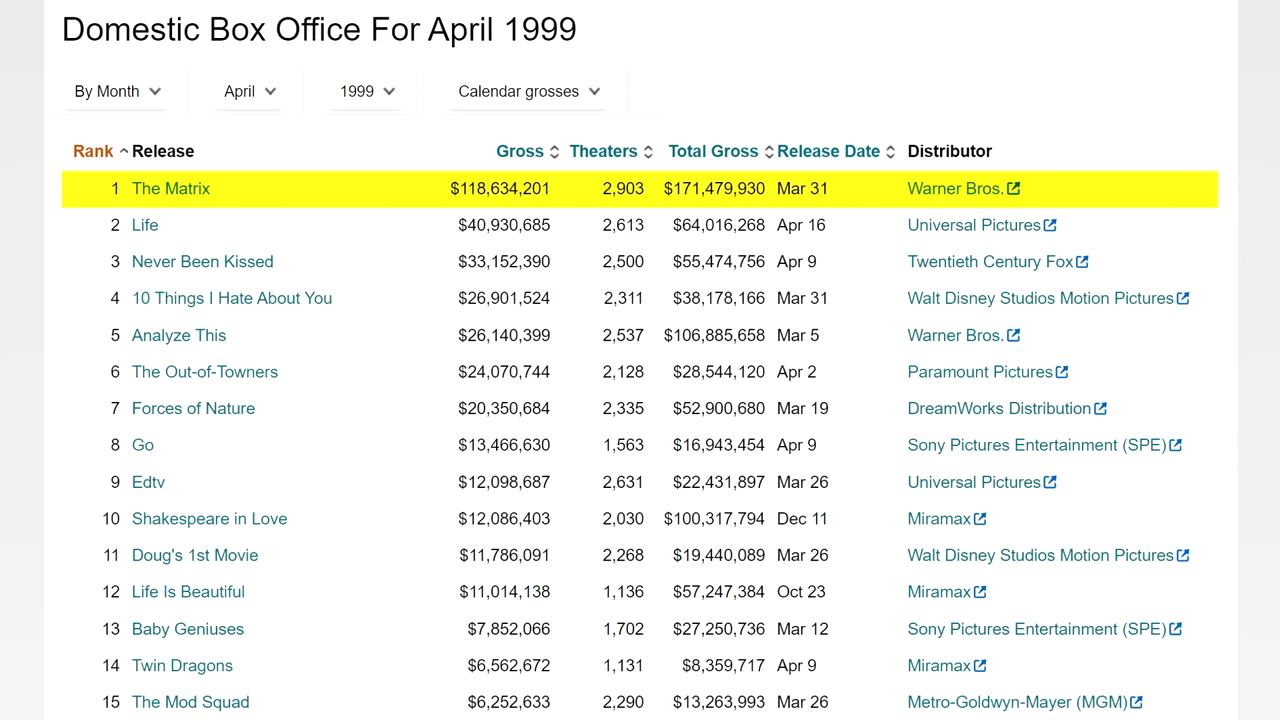 Domestic Box Office For April 1999
By Month April 1999 Calendar grosses
Rank Release Gross Theaters Total Gross Release Date Distributor
1 The Matrix $118,634,201 2,903 $171,479,930 Mar 31 Warner Bros.
2 Life $40,930,685 2,613 $64,016,268 Apr 16 Universal Pictures
3 Never Been Kissed $33,152,390 2,500 $55,474,756 Apr 9 Twentieth Century Fox
4 10 Things I Hate About You $26,901,524 2,311 $38,178,166 Mar 31 Walt Disney Studios Motion Pictures
5 Analyze This $26,140,399 2,537 $106,885,658 Mar 5 Warner Bros.
6 The Out-of-Towners $24,070,744 2,128 $28,544,120 Apr 2 Paramount Pictures
7 Forces of Nature $20,350,684 2,335 $52,900,680 Mar 19 DreamWorks Distribution
8 Go $13,466,630 1,563 $16,943,454 Apr 9 Sony Pictures Entertainment (SPE)
9 Edtv $12,098,687 2,631 $22,431,897 Mar 26 Universal Pictures
10 Shakespeare in Love $12,086,403 2,030 $100,317,794 Dec 11 Miramax
11 Doug's 1st Movie $11,786,091 2,268 $19,440,089 Mar 26 Walt Disney Studios Motion Pictures
12 Life Is Beautiful $11,014,138 1,136 $57,247,384 Oct 23 Miramax
13 Baby Geniuses $7,852,066 1,702 $27,250,736 Mar 12 Sony Pictures Entertainment (SPE)
14 Twin Dragons $6,562,672 1,131 $8,359,717 Apr 9 Miramax
15 The Mod Squad $6,252,633 2,290 $13,263,993 Mar 26 Metro-Goldwyn-Mayer (MGM)